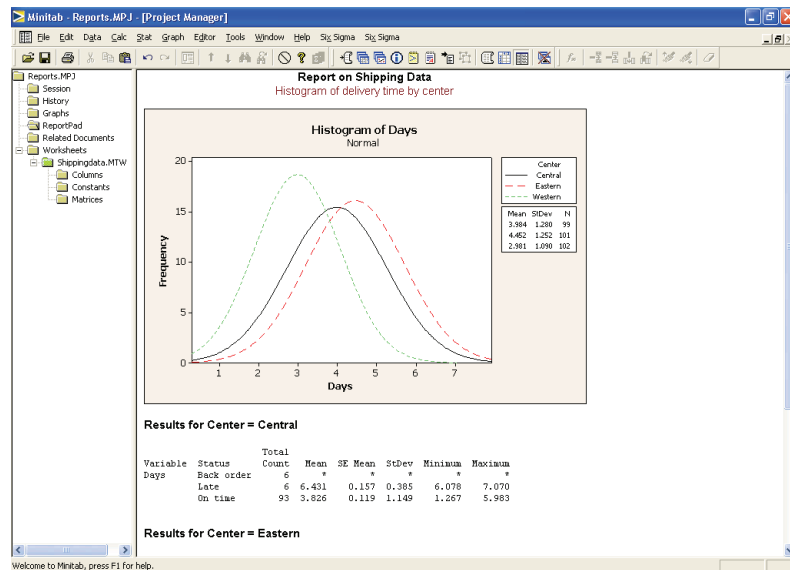 Minitab - Reports.MPJ - [Project Manager]
File Edit Data Calc Stat Graph Editor Tools Window Help Six Sigma Six Sigma
Reports.MPJ
Session
History
Graphs
ReportPad
Related Documents
Worksheets
Shippingdata.MTW
Columns
Constants
Matrices
Report on Shipping Data
Histogram of delivery time by center
Histogram of Days
Normal
Frequency
20
15
10
5
0
1 2 3 4 5 6 7
Days
Center
Central
Eastern
Western
Mean StDev N
3.984 1.280 99
4.452 1.252 101
2.981 1.090 102
Results for Center = Central
Total
Variable Status Count Mean SE Mean StDev Minimum Maximum
Days Back order 6 * * * * *
Late 6 6.431 0.157 0.385 6.078 7.070
On time 93 3.826 0.119 1.149 1.267 5.983
Results for Center = Eastern
Welcome to Minitab, press F1 for help.